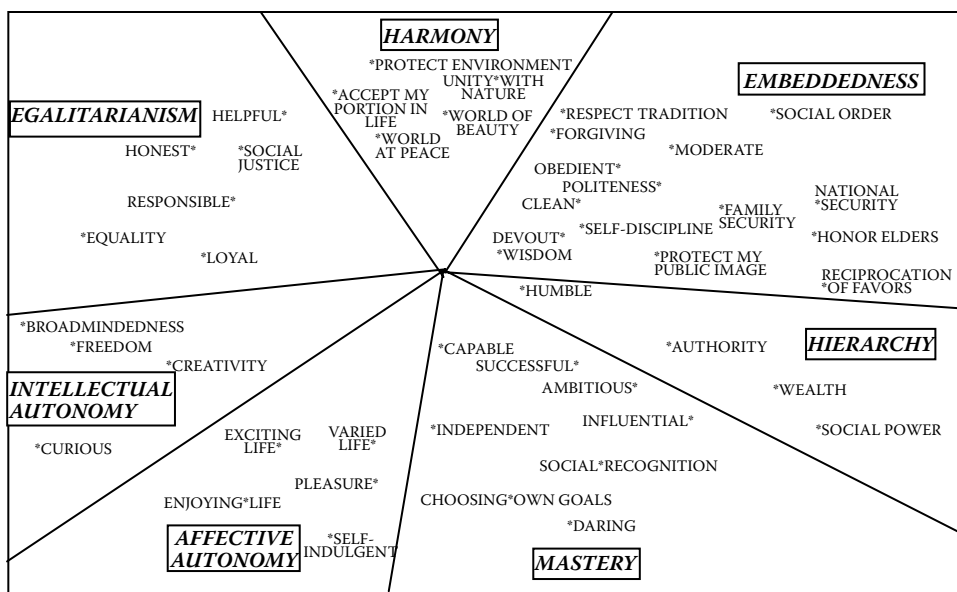 HARMONY
*PROTECT ENVIRONMENT
UNITY*WITH
NATURE
*ACCEPT MY
PORTION IN
LIFE
*WORLD OF
BEAUTY
*WORLD
AT PEACE
EGALITARIANISM
HELPFUL*
HONEST*
*SOCIAL
JUSTICE
RESPONSIBLE*
*EQUALITY
*LOYAL
EMBEDDEDNESS
*RESPECT TRADITION
*SOCIAL ORDER
*FORGIVING
*MODERATE
OBEDIENT*
POLITENESS*
CLEAN*
NATIONAL
*SECURITY
*FAMILY
SECURITY
*SELF-DISCIPLINE
DEVOUT*
*WISDOM
*HONOR ELDERS
*PROTECT MY
PUBLIC IMAGE
RECIPROCATION
*OF FAVORS
*HUMBLE
*AUTHORITY
HIERARCHY
*WEALTH
*SOCIAL POWER
*BROADMINDEDNESS
*FREEDOM
*CREATIVITY
INTELLECTUAL
AUTONOMY
*CURIOUS
EXCITING
LIFE*
VARIED
LIFE*
PLEASURE*
ENJOYING*LIFE
AFFECTIVE
AUTONOMY
*SELF-
INDULGENT
*CAPABLE
SUCCESSFUL*
AMBITIOUS*
*INDEPENDENT
INFLUENTIAL*
SOCIAL*RECOGNITION
CHOOSING*OWN GOALS
*DARING
MASTERY